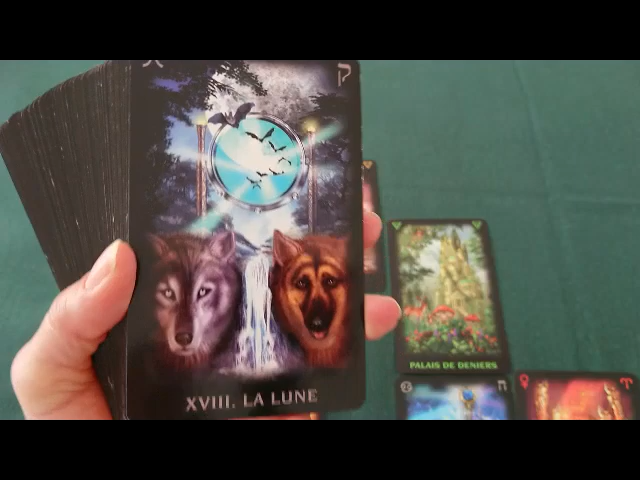 ק
XVIII. LA LUNE
PALAIS DE DENIERS